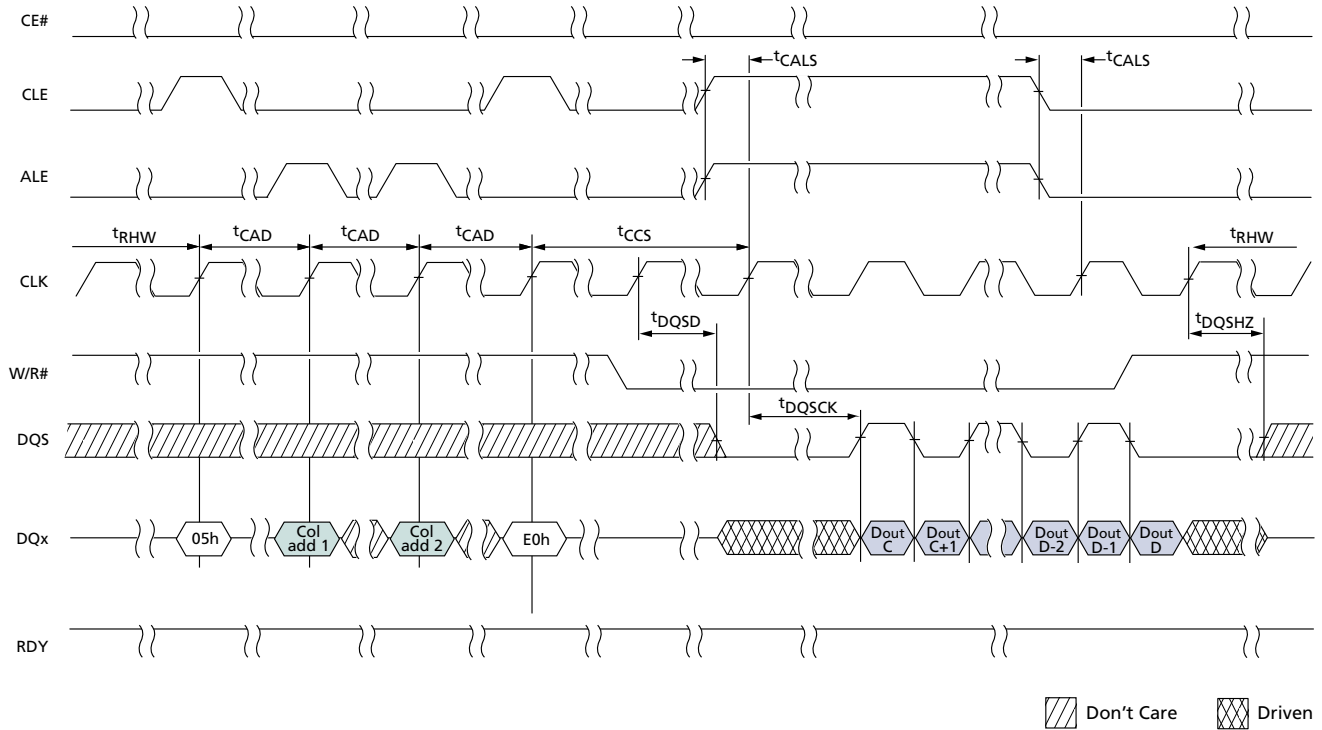 CE#
tCALS tCALS
CLE
ALE
tRHW tCAD tCAD tCAD tCCS tRHW
CLK
tDQSD tDQSHZ
W/R#
tDQSCK
DQS
DQx
05h
Col
add 1
Col
add 2
E0h
Dout
C
Dout
C+1
Dout
D-2
Dout
D-1
Dout
D
RDY
Don't Care Driven